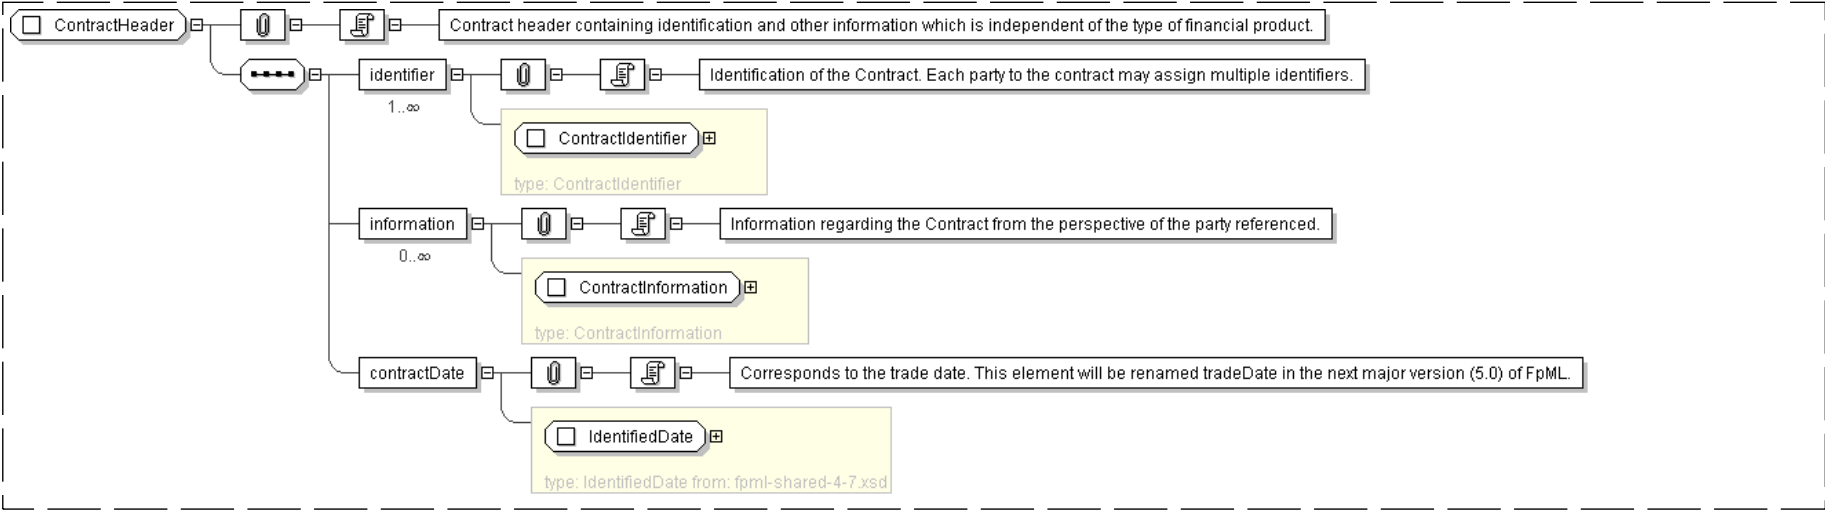 ContractHeader
Contract header containing identification and other information which is independent of the type of financial product.
identifier
Identification of the Contract. Each party to the contract may assign multiple identifiers.
1..∞
ContractIdentifier
type: ContractIdentifier
information
Information regarding the Contract from the perspective of the party referenced.
0..∞
ContractInformation
type: ContractInformation
contractDate
Corresponds to the trade date. This element will be renamed tradeDate in the next major version (5.0) of FpML.
IdentifiedDate
type: IdentifiedDate from: fpml-shared-4-7.xsd